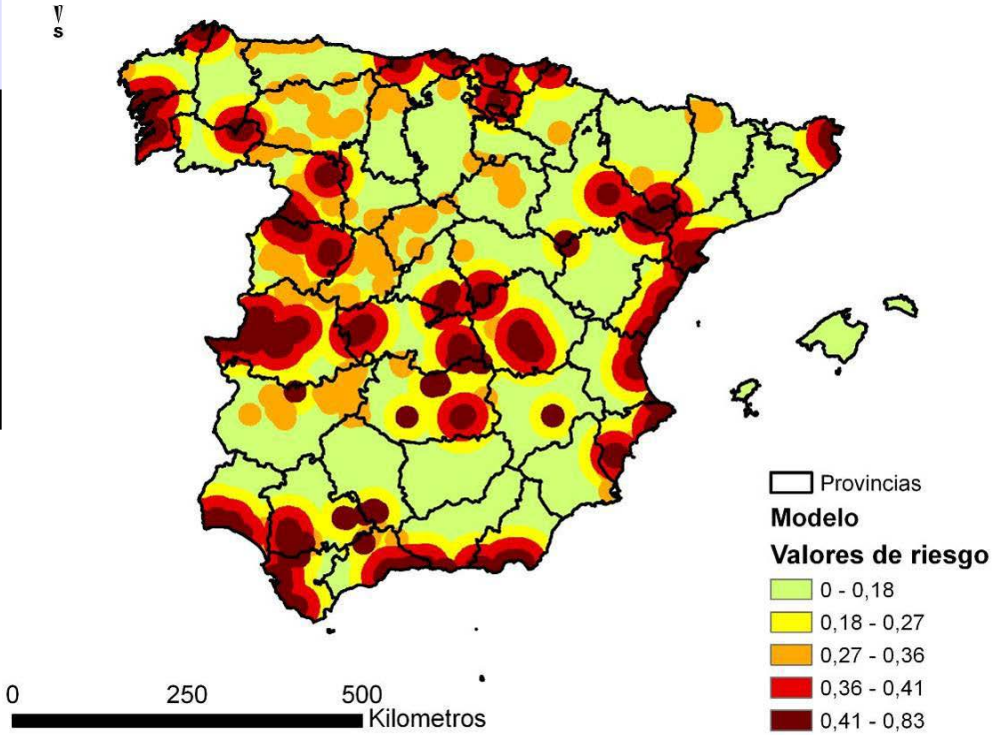 s
Provincias
Modelo
Valores de riesgo
0 - 0,18
0,18 - 0,27
0,27 - 0,36
0,36 - 0,41
0,41 - 0,83
0 250 500
Kilometros